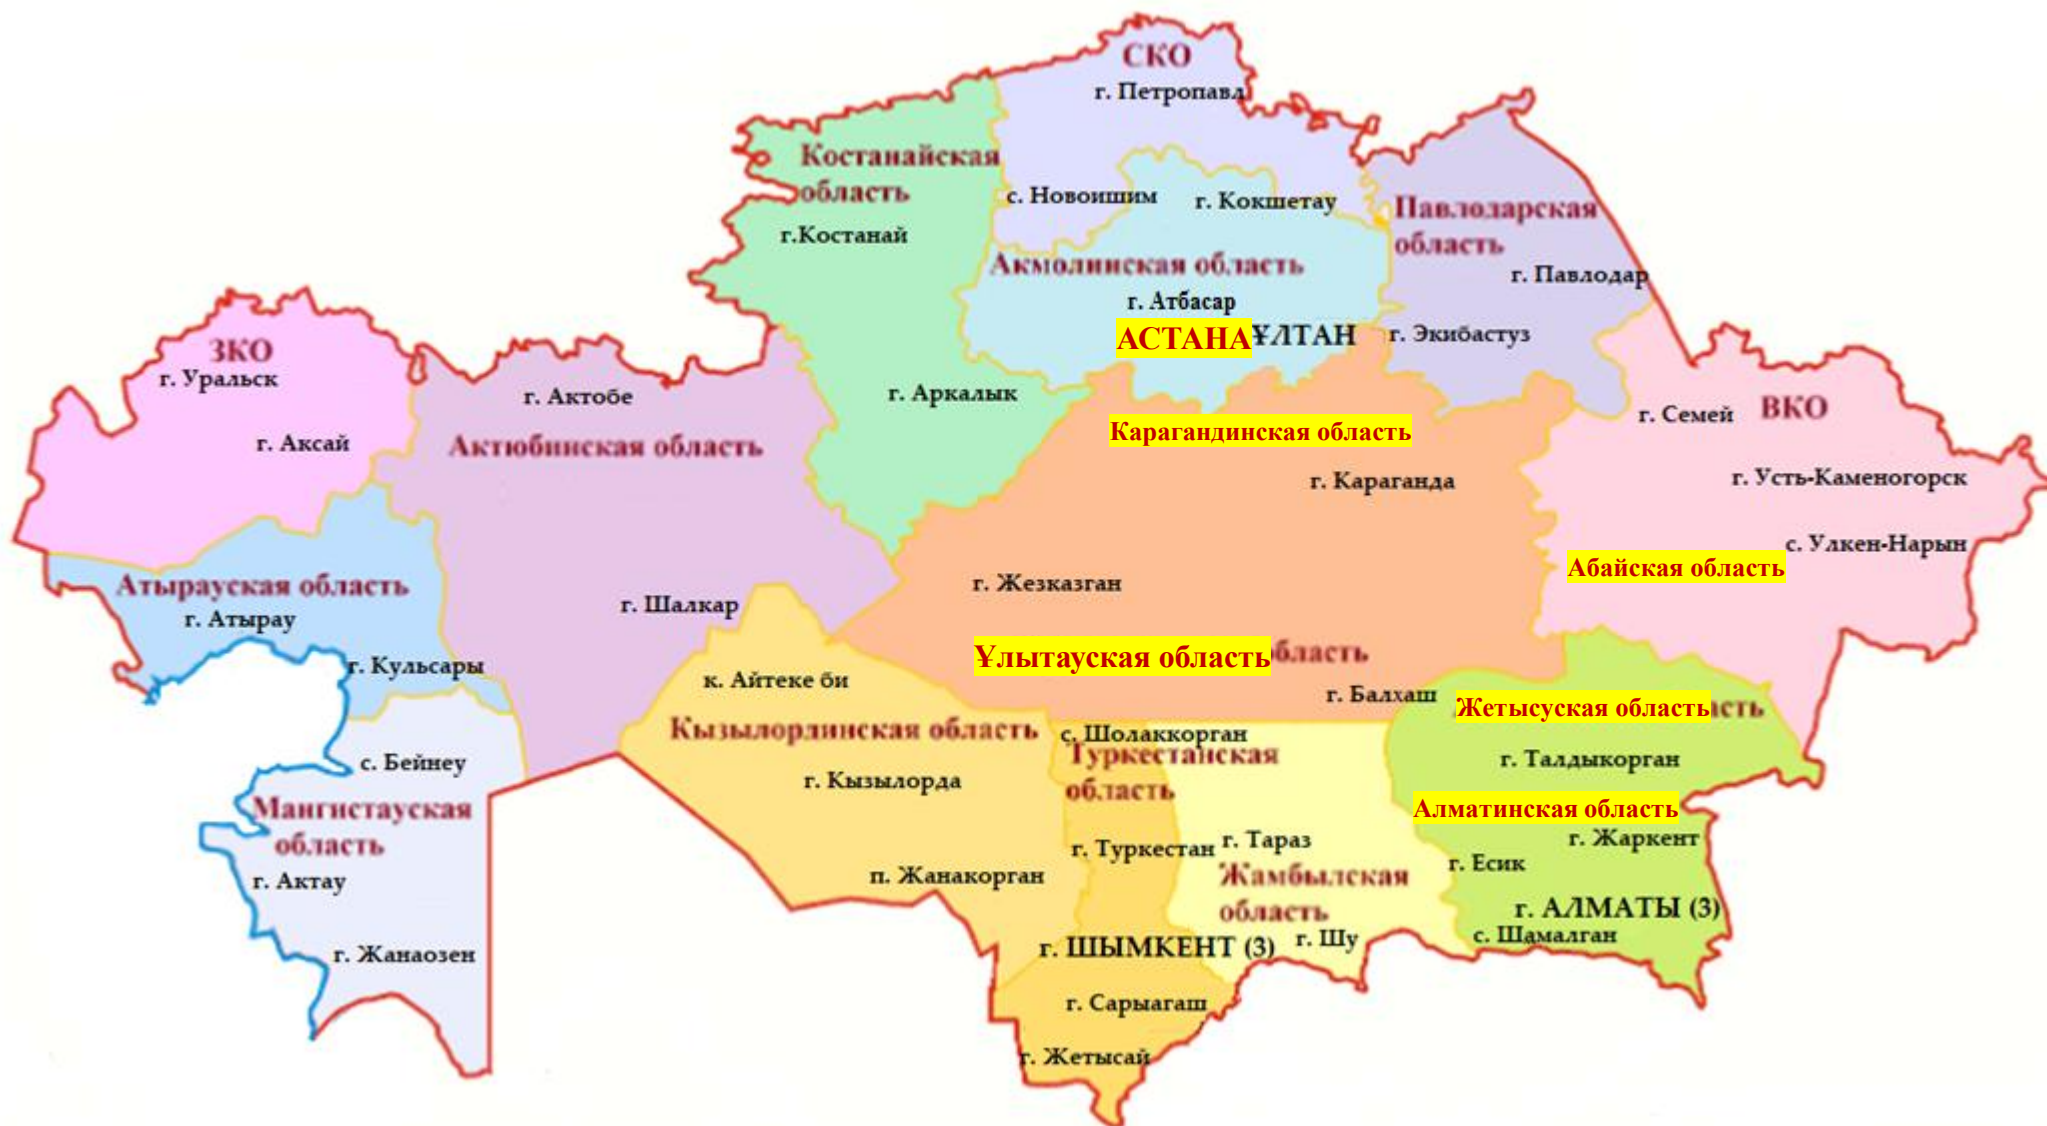 СКО
г. Петропавл
Костанайская
область
г.Костанай
с. Новоишим
г. Кокшетау
Павлодарская
область
г. Павлодар
Акмолинская область
г. Атбасар
АСТАНА ҰЛТАН
г. Экибастуз
ЗКО
г. Уральск
г. Аксай
г. Актобе
Актюбинская область
г. Аркалык
Карагандинская область
г. Караганда
г. Семей
ВКО
г. Усть-Каменогорск
с. Улкен-Нарын
Абайская область
Атырауская область
г. Атырау
г. Кульсары
г. Шалкар
г. Жезказган
Ұлытауская область бласть
г. Балхаш
к. Айтеке би
Кызылординская область
г. Кызылорда
п. Жанакорган
с. Шолаккорган
Туркестанская
область
г. Туркестан
Жетысуская область асть
г. Талдыкорган
Алматинская область
г. Жаркент
г. Есик
г. АЛМАТЫ (3)
с. Шамалган
г. Тараз
Жамбылская
область
г. Шу
г. ШЫМКЕНТ (3)
г. Сарыагаш
г. Жетысай
с. Бейнеу
Мангистауская
область
г. Актау
г. Жанаозен